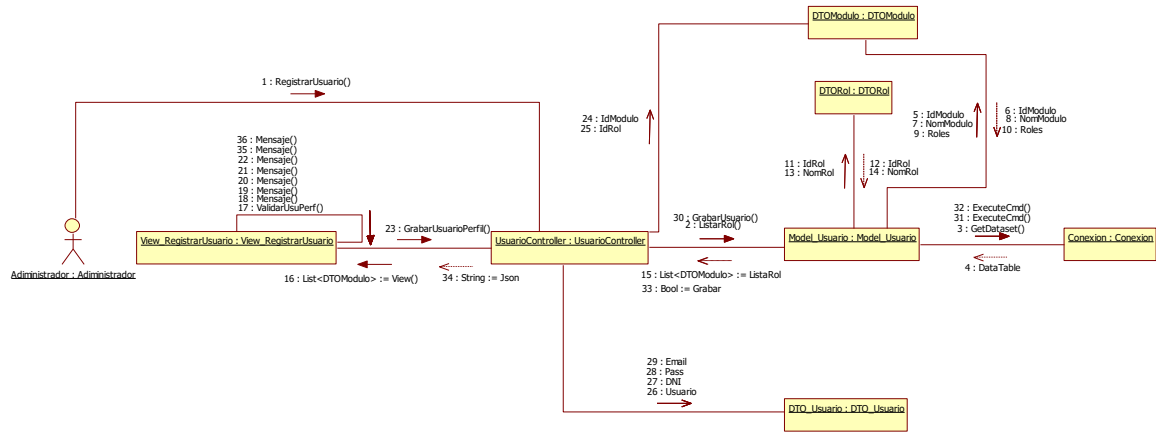 DTOModulo : DTOModulo
1 : RegistrarUsuario()
DTORol : DTORol
24 : IdModulo
25 : IdRol
5 : IdModulo
7 : NomModulo
9 : Roles
6 : IdModulo
8 : NomModulo
10 : Roles
36 : Mensaje()
35 : Mensaje()
22 : Mensaje()
21 : Mensaje()
20 : Mensaje()
19 : Mensaje()
18 : Mensaje()
17 : ValidarUsuPerf()
11 : IdRol
13 : NomRol
12 : IdRol
14 : NomRol
23 : GrabarUsuarioPerfil()
30 : GrabarUsuario()
2 : ListarRol()
32 : ExecuteCmd()
31 : ExecuteCmd()
3 : GetDataset()
View_RegistrarUsuario : View_RegistrarUsuario
UsuarioController : UsuarioController
Model_Usuario : Model_Usuario
Conexion : Conexion
Adiministrador : Adiministrador
16 : List<DTOModulo> := View()
34 : String := Json
15 : List<DTOModulo> := ListaRol
33 : Bool := Grabar
4 : DataTable
29 : Email
28 : Pass
27 : DNI
26 : Usuario
DTO_Usuario : DTO_Usuario